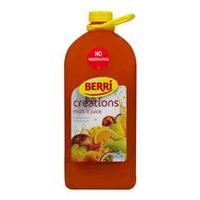 NO
PRESERVATIVES
BERRI
creations
multi V juice